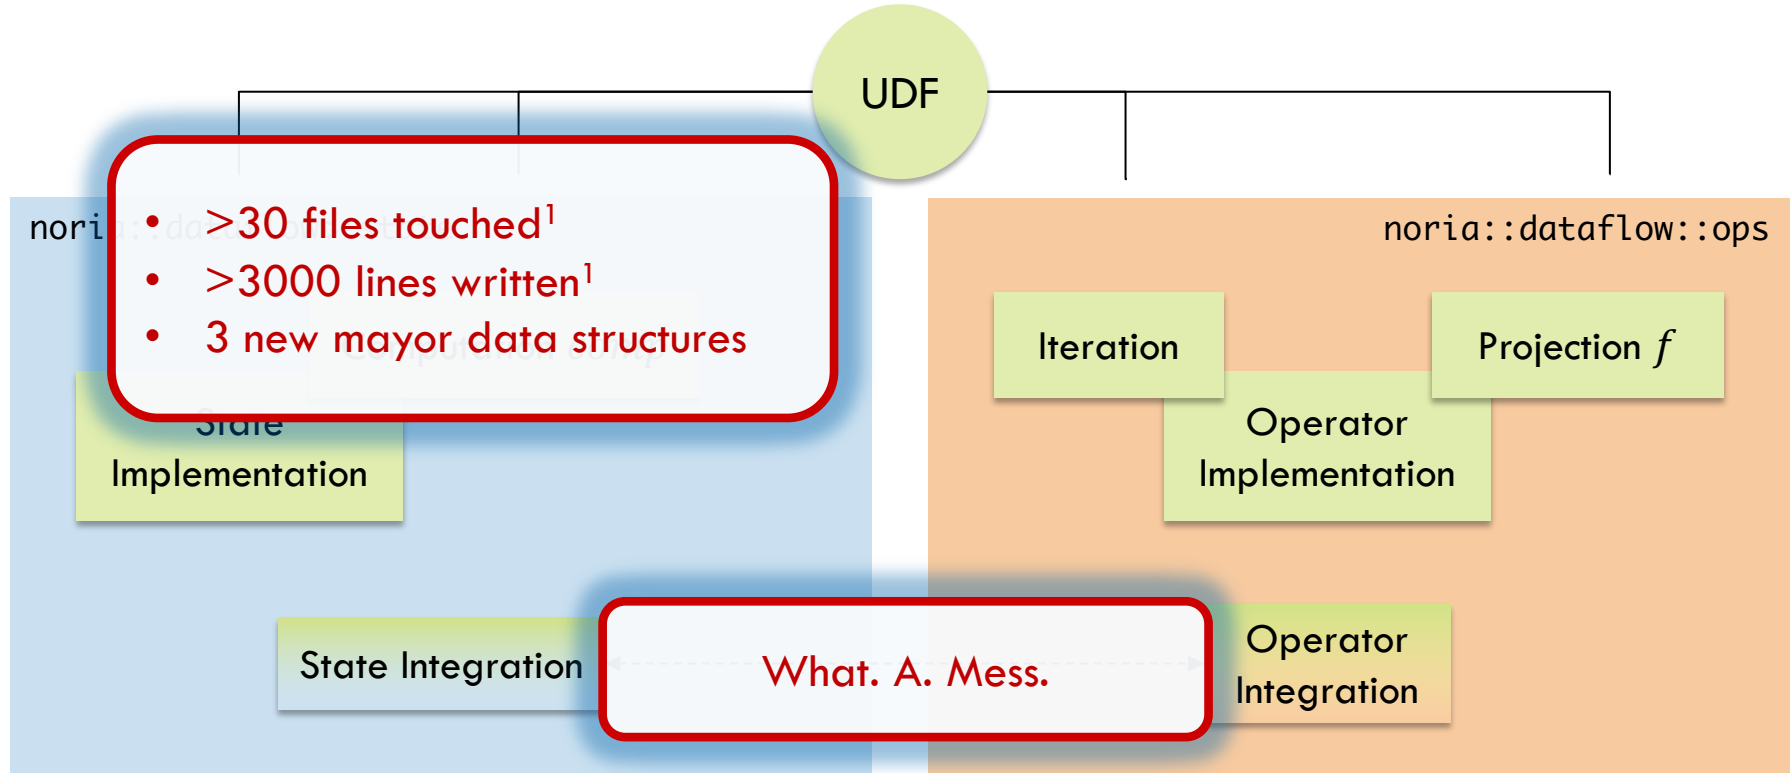 UDF
• >30 files touched¹
• >3000 lines written¹
• 3 new mayor data structures
noria::dataflow::ops
Iteration
Projection f
State
Implementation
Operator
Implementation
State Integration
What. A. Mess.
Operator
Integration